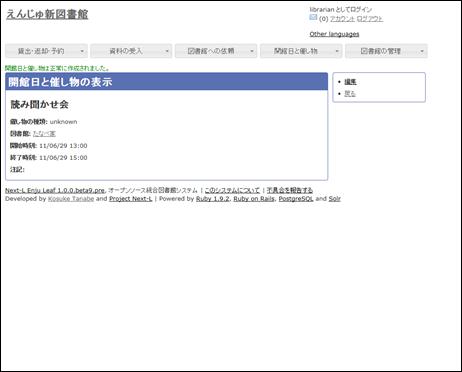 えんじゅ新図書館
librarian としてログイン
(0) アカウント ログアウト
Other languages
貸出・返却・予約
資料の受入
図書館への依頼
開館日と催し物
図書館の管理
開館日と催し物は正常に作成されました。
開館日と催し物の表示
読み聞かせ会
催し物の種類: unknown
図書館: たなべ家
開始時刻: 11/06/29 13:00
終了時刻: 11/06/29 15:00
注記:
編集
戻る
Next-L Enju Leaf 1.0.0.beta9.pre, オープンソース統合図書館システム | このシステムについて | 不具合を報告する
Developed by Kosuke Tanabe and Project Next-L | Powered by Ruby 1.9.2, Ruby on Rails, PostgreSQL and Solr